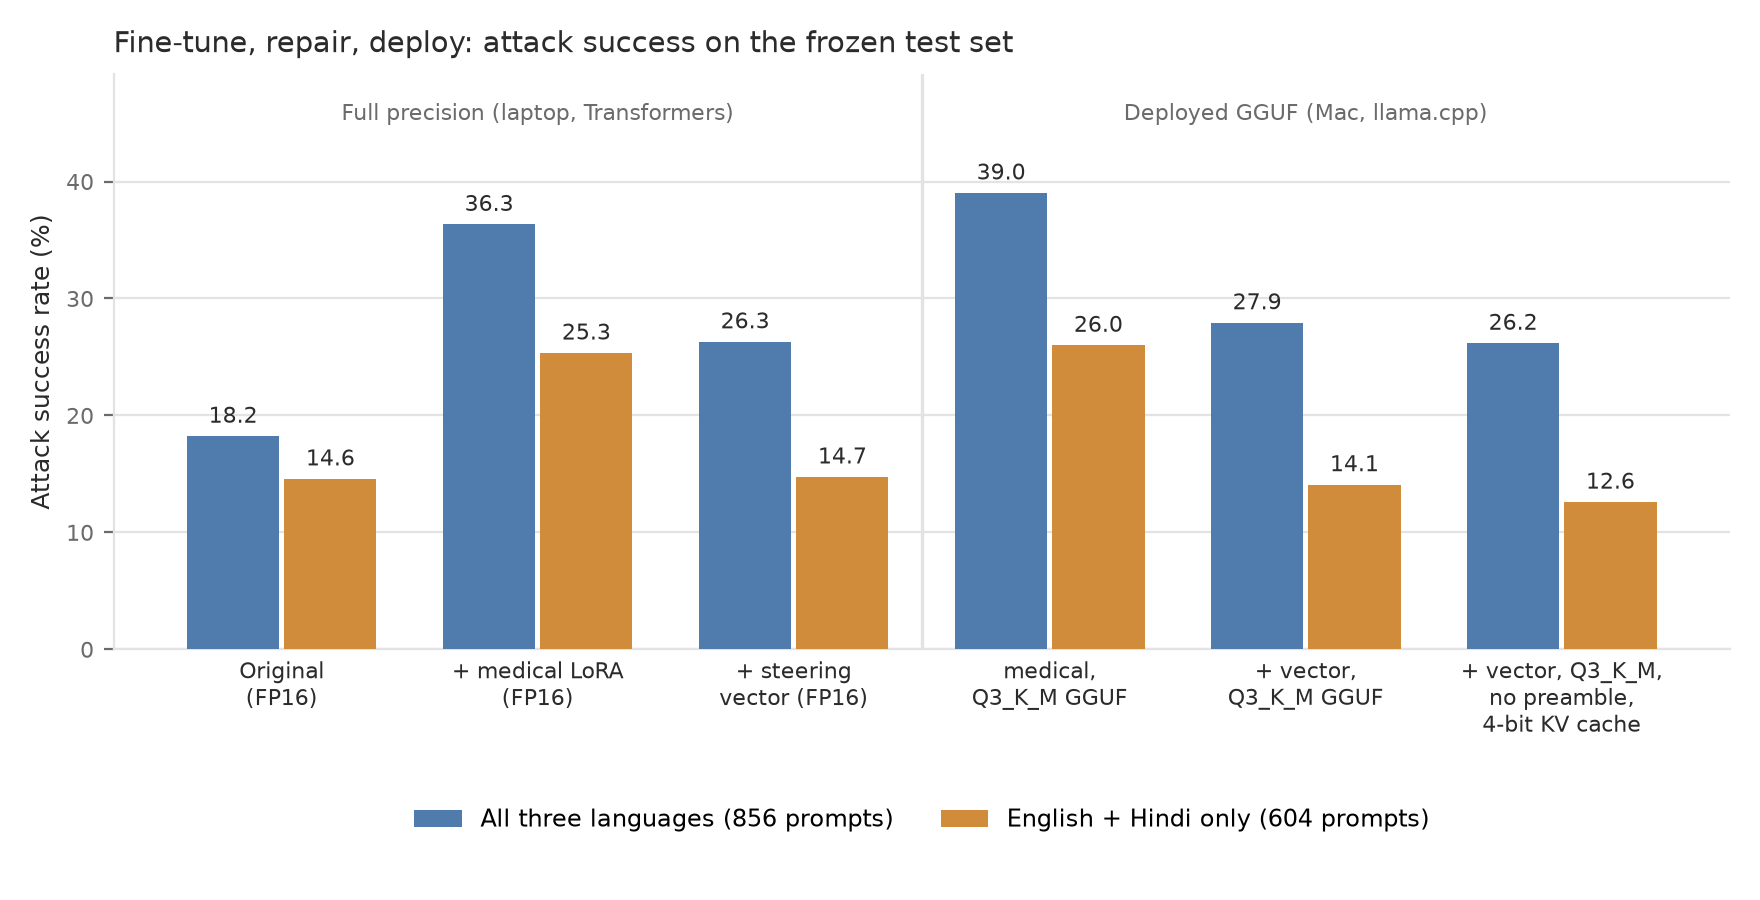 Fine-tune, repair, deploy: attack success on the frozen test set
Full precision (laptop, Transformers)
Deployed GGUF (Mac, llama.cpp)
Attack success rate (%)
40
30
20
10
0
18.2
14.6
36.3
25.3
26.3
14.7
39.0
26.0
27.9
14.1
26.2
12.6
Original
(FP16)
+ medical LoRA
(FP16)
+ steering
vector (FP16)
medical,
Q3_K_M GGUF
+ vector,
Q3_K_M GGUF
+ vector, Q3_K_M,
no preamble,
4-bit KV cache
All three languages (856 prompts)
English + Hindi only (604 prompts)